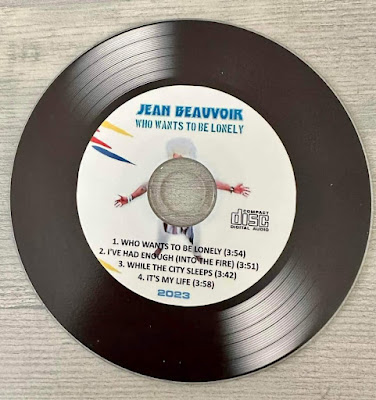 JEAN BEAUVOIR
WHO WANTS TO BE LONELY
COMPACT
disc
DIGITAL AUDIO
1. WHO WANTS TO BE LONELY (3:54)
2. I'VE HAD ENOUGH (INTO THE FIRE) (3:51)
3. WHILE THE CITY SLEEPS (3:42)
4. IT'S MY LIFE (3:58)
2023